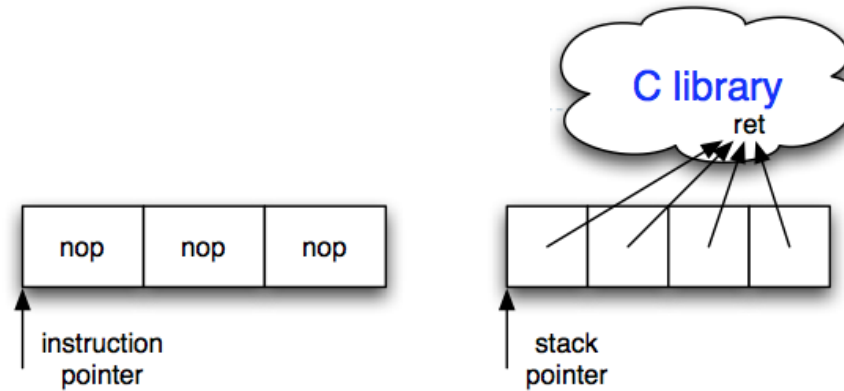 C library
ret
nop nop nop
instruction
pointer
stack
pointer